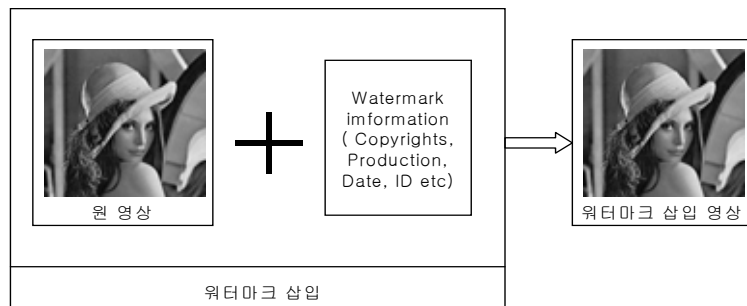 Watermark
imformation
( Copyrights,
Production,
Date, ID etc)
원 영상
워터마크 삽입 영상
워터마크 삽입